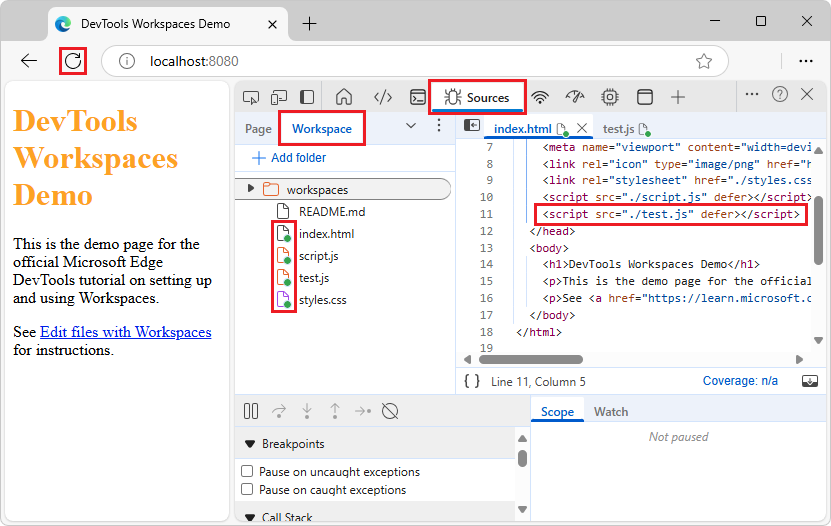 DevTools Workspaces Demo
localhost:8080
DevTools
Workspaces
Demo
This is the demo page for the
official Microsoft Edge
DevTools tutorial on setting up
and using Workspaces.
See Edit files with Workspaces
for instructions.
Sources
Page
Workspace
Add folder
workspaces
README.md
index.html
script.js
test.js
styles.css
index.html
test.js
7 <meta name="viewport" content="width=devi
8 <link rel="icon" type="image/png" href="h
9 <link rel="stylesheet" href="./styles.css
10 <script src="./script.js" defer></script>
11 <script src="./test.js" defer></script>
12 </head>
13 <body>
14 <h1>DevTools Workspaces Demo</h1>
15 <p>This is the demo page for the official
16 <p>See <a href="https://learn.microsoft.c
17 </body>
18 </html>
19
{ } Line 11, Column 5
Coverage: n/a
Scope
Watch
Not paused
Breakpoints
Pause on uncaught exceptions
Pause on caught exceptions
Call Stack